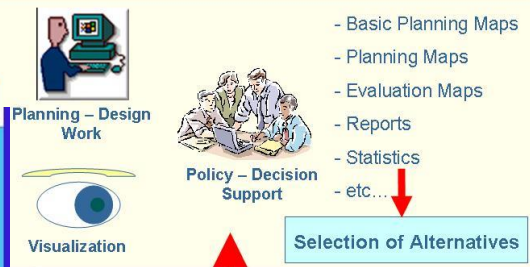 Planning – Design
Work
Visualization
Policy – Decision
Support
- Basic Planning Maps
- Planning Maps
- Evaluation Maps
- Reports
- Statistics
- etc...
Selection of Alternatives